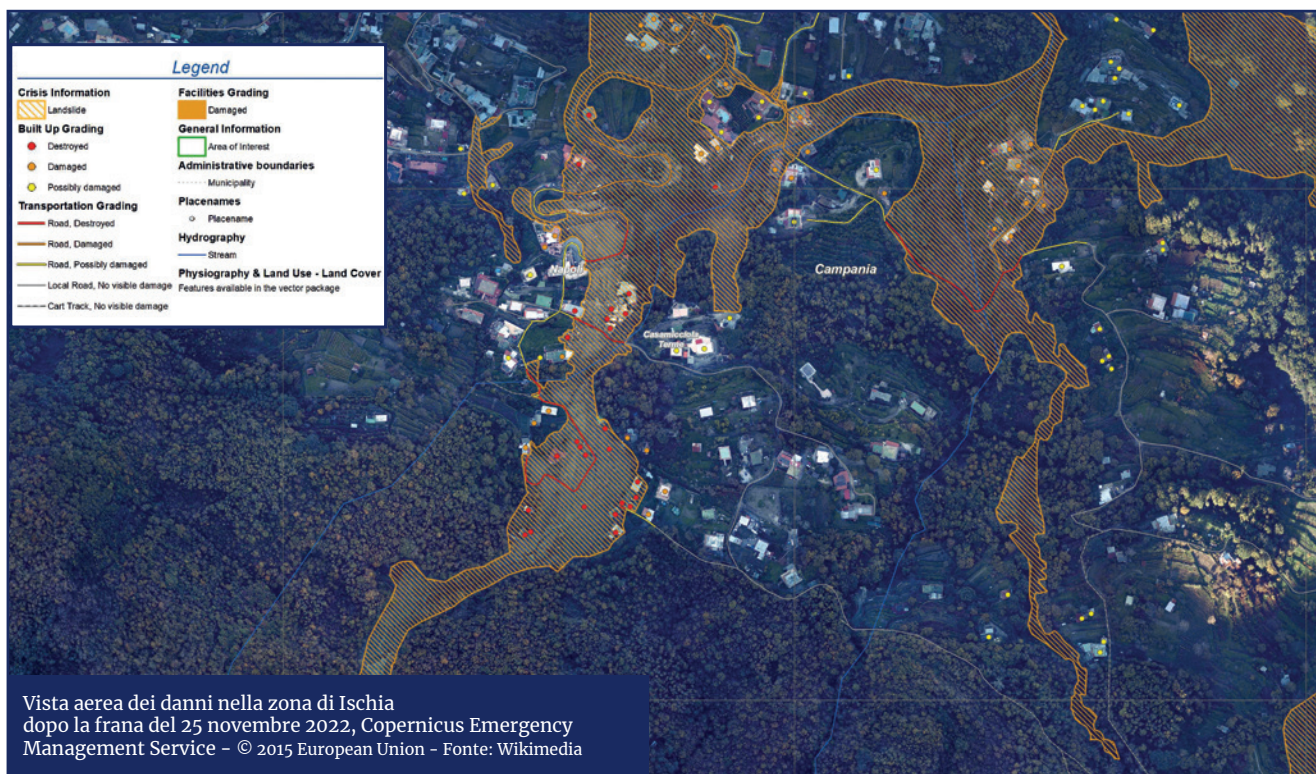 Legend
Crisis Information
Landslide
Built Up Grading
Destroyed
Damaged
Possibly damaged
Transportation Grading
Road, Destroyed
Road, Damaged
Road, Possibly damaged
Local Road, No visible damage
Cart Track, No visible damage
Facilities Grading
Damaged
General Information
Area of Interest
Administrative boundaries
Municipality
Placenames
Placename
Hydrography
Stream
Physiography & Land Use - Land Cover
Features available in the vector package
Napoli
Campania
Casamicciola
Terme
Vista aerea dei danni nella zona di Ischia
dopo la frana del 25 novembre 2022, Copernicus Emergency
Management Service - © 2015 European Union - Fonte: Wikimedia